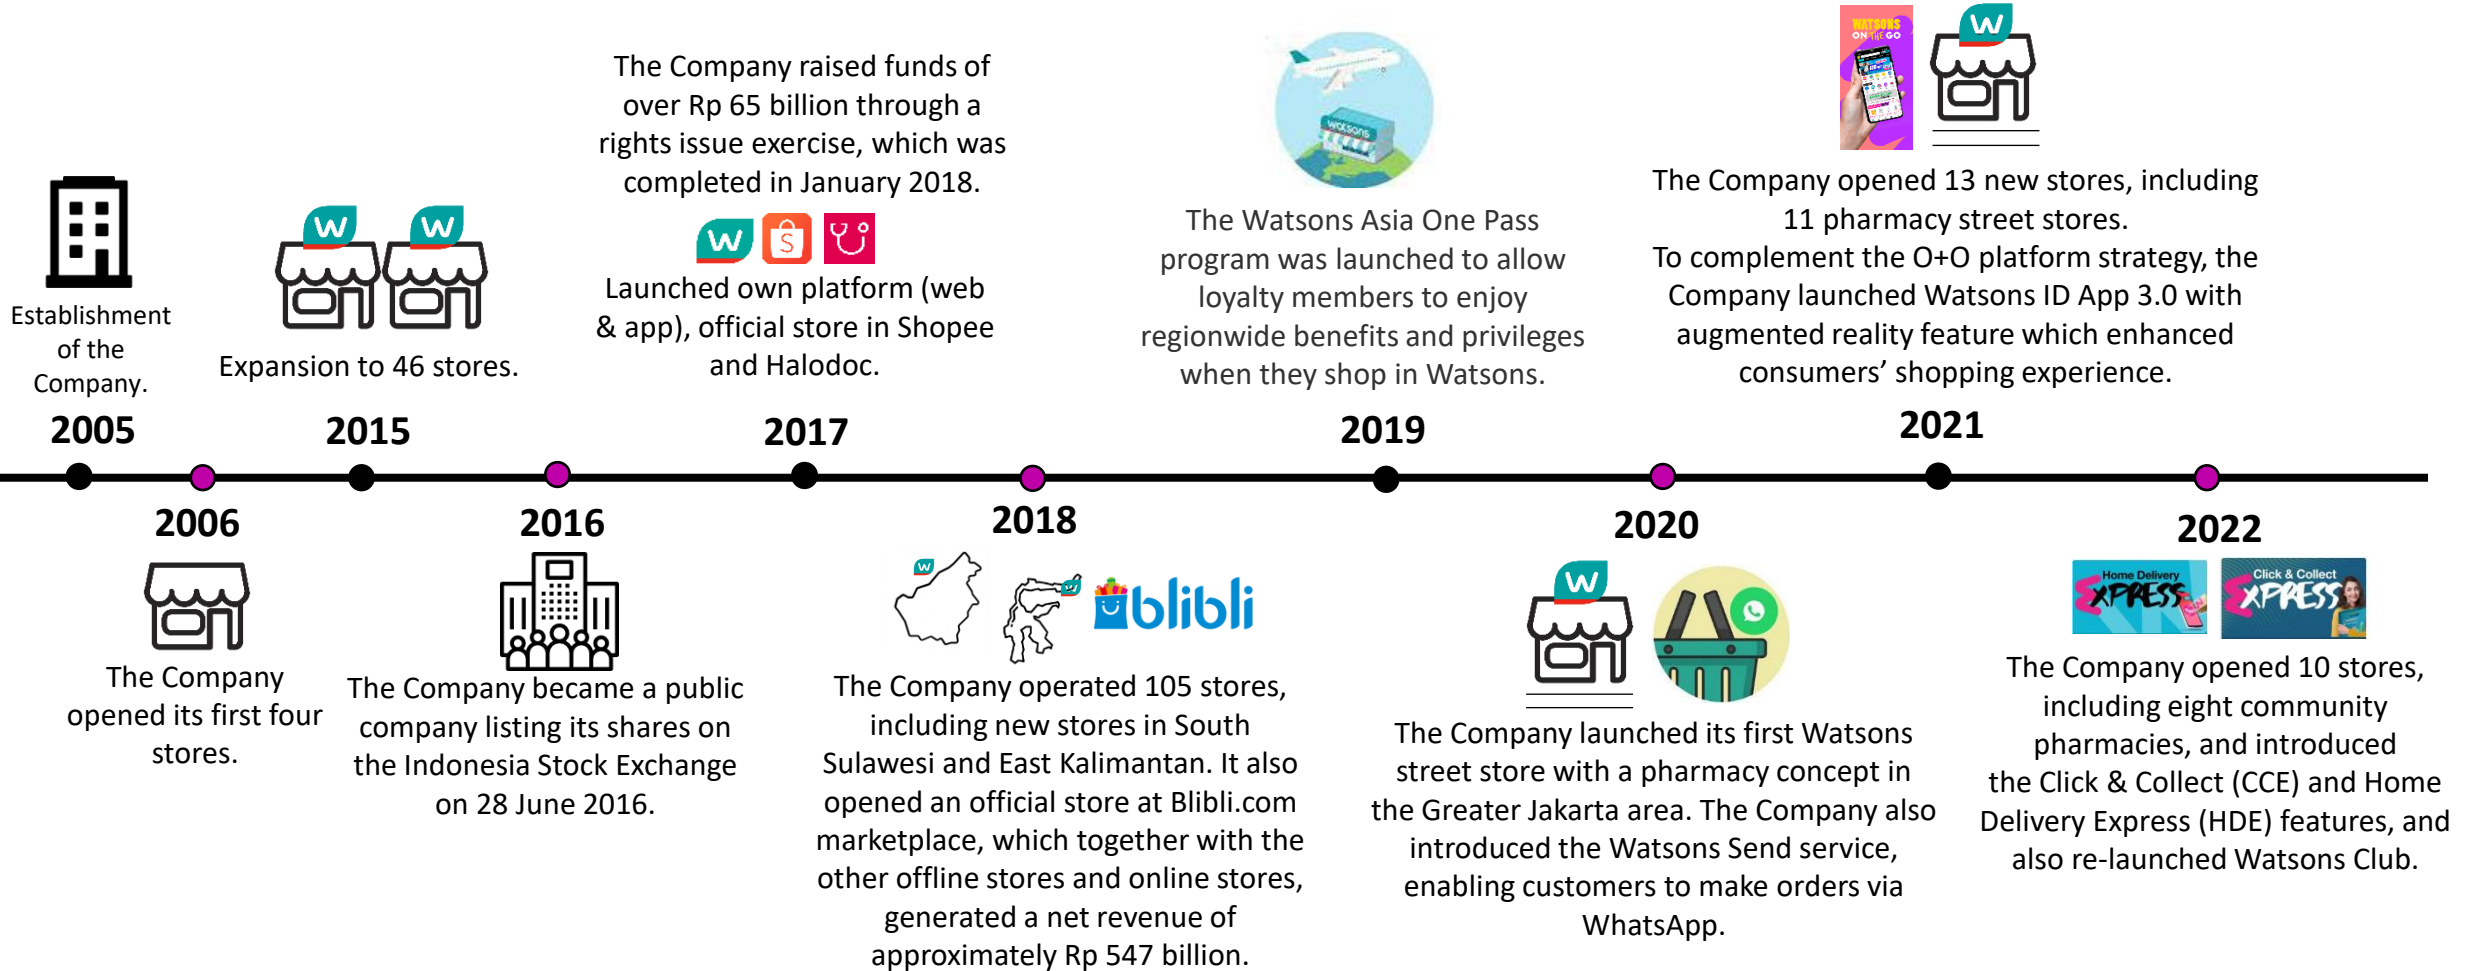 Establishment
of the
Company.
2005
2006
The Company
opened its first four
stores.
W
W
Expansion to 46 stores.
2015
2016
The Company became a public
company listing its shares on
the Indonesia Stock Exchange
on 28 June 2016.
The Company raised funds of
over Rp 65 billion through a
rights issue exercise, which was
completed in January 2018.
W
S
Launched own platform (web
& app), official store in Shopee
and Halodoc.
2017
2018
W
W
blibli
The Company operated 105 stores,
including new stores in South
Sulawesi and East Kalimantan. It also
opened an official store at Blibli.com
marketplace, which together with the
other offline stores and online stores,
generated a net revenue of
approximately Rp 547 billion.
watsons
The Watsons Asia One Pass
program was launched to allow
loyalty members to enjoy
regionwide benefits and privileges
when they shop in Watsons.
2019
2020
W
The Company launched its first Watsons
street store with a pharmacy concept in
the Greater Jakarta area. The Company also
introduced the Watsons Send service,
enabling customers to make orders via
WhatsApp.
WATSONS
ON THE GO
W
The Company opened 13 new stores, including
11 pharmacy street stores.
To complement the O+O platform strategy, the
Company launched Watsons ID App 3.0 with
augmented reality feature which enhanced
consumers’ shopping experience.
2021
2022
Home Delivery
EXPRESS
Click & Collect
EXPRESS
The Company opened 10 stores,
including eight community
pharmacies, and introduced
the Click & Collect (CCE) and Home
Delivery Express (HDE) features, and
also re-launched Watsons Club.